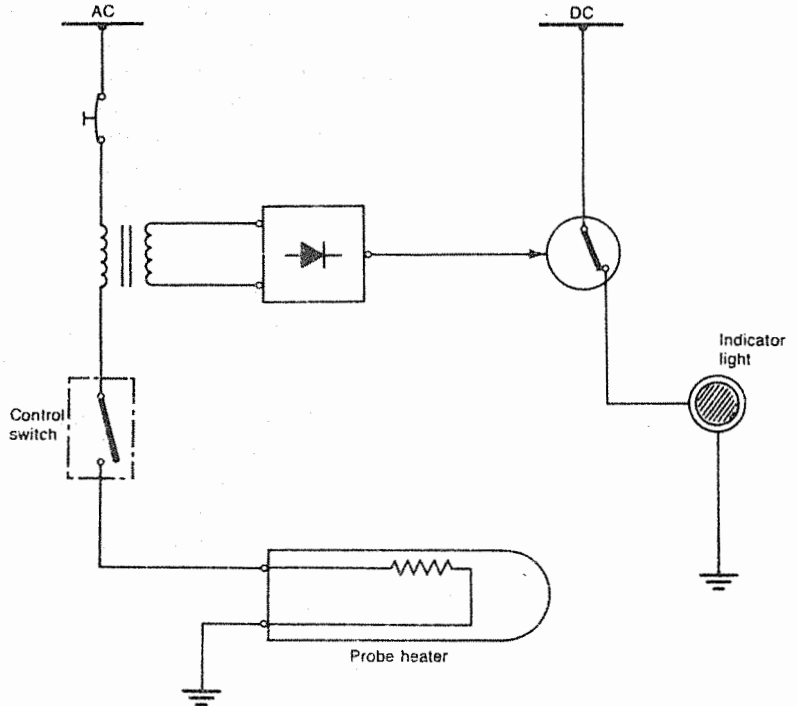 AC
DC
Indicator
light
Control
switch
Probe heater